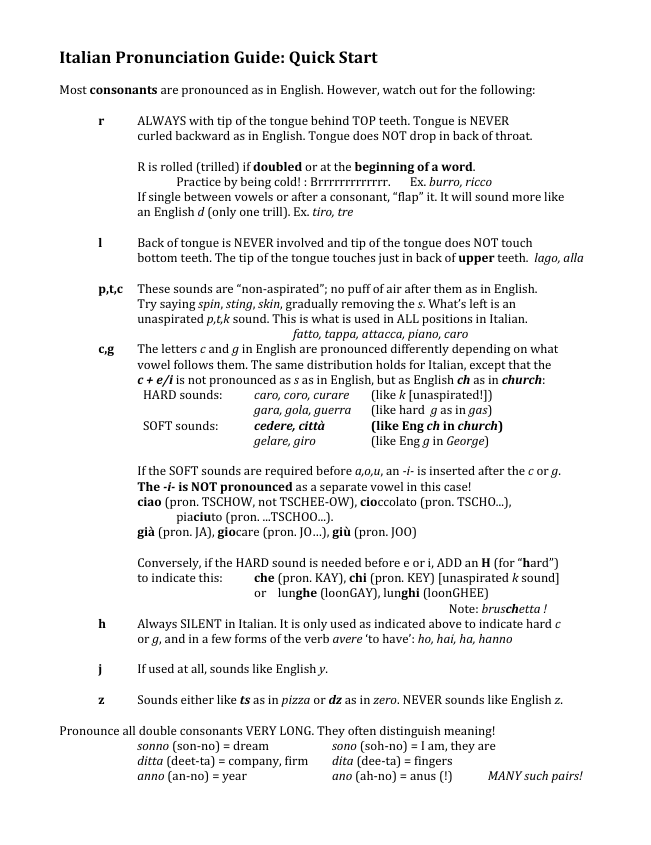 Italian Pronunciation Guide: Quick Start
Most consonants are pronounced as in English. However, watch out for the following:
r ALWAYS with tip of the tongue behind TOP teeth. Tongue is NEVER
curled backward as in English. Tongue does NOT drop in back of throat.
R is rolled (trilled) if doubled or at the beginning of a word.
Practice by being cold! : Brrrrrrrrrrrrr. Ex. burro, ricco
If single between vowels or after a consonant, “flap” it. It will sound more like
an English d (only one trill). Ex. tiro, tre
l Back of tongue is NEVER involved and tip of the tongue does NOT touch
bottom teeth. The tip of the tongue touches just in back of upper teeth. lago, alla
p,t,c These sounds are “non-aspirated”; no puff of air after them as in English.
Try saying spin, sting, skin, gradually removing the s. What’s left is an
unaspirated p,t,k sound. This is what is used in ALL positions in Italian.
fatto, tappa, attacca, piano, caro
c,g The letters c and g in English are pronounced differently depending on what
vowel follows them. The same distribution holds for Italian, except that the
c + e/i is not pronounced as s as in English, but as English ch as in church:
HARD sounds: caro, coro, curare (like k [unaspirated!])
gara, gola, guerra (like hard g as in gas)
SOFT sounds: cedere, città (like Eng ch in church)
gelare, giro (like Eng g in George)
If the SOFT sounds are required before a,o,u, an -i- is inserted after the c or g.
The -i- is NOT pronounced as a separate vowel in this case!
ciao (pron. TSCHOW, not TSCHEE-OW), cioccolato (pron. TSCHO...),
piaciuto (pron. ...TSCHOO...).
già (pron. JA), giocare (pron. JO…), giù (pron. JOO)
Conversely, if the HARD sound is needed before e or i, ADD an H (for “hard”)
to indicate this: che (pron. KAY), chi (pron. KEY) [unaspirated k sound]
or lunghe (loonGAY), lunghi (loonGHEE)
Note: bruschetta !
h Always SILENT in Italian. It is only used as indicated above to indicate hard c
or g, and in a few forms of the verb avere ‘to have’: ho, hai, ha, hanno
j If used at all, sounds like English y.
z Sounds either like ts as in pizza or dz as in zero. NEVER sounds like English z.
Pronounce all double consonants VERY LONG. They often distinguish meaning!
sonno (son-no) = dream sono (soh-no) = I am, they are
ditta (deet-ta) = company, firm dita (dee-ta) = fingers
anno (an-no) = year ano (ah-no) = anus (!) MANY such pairs!